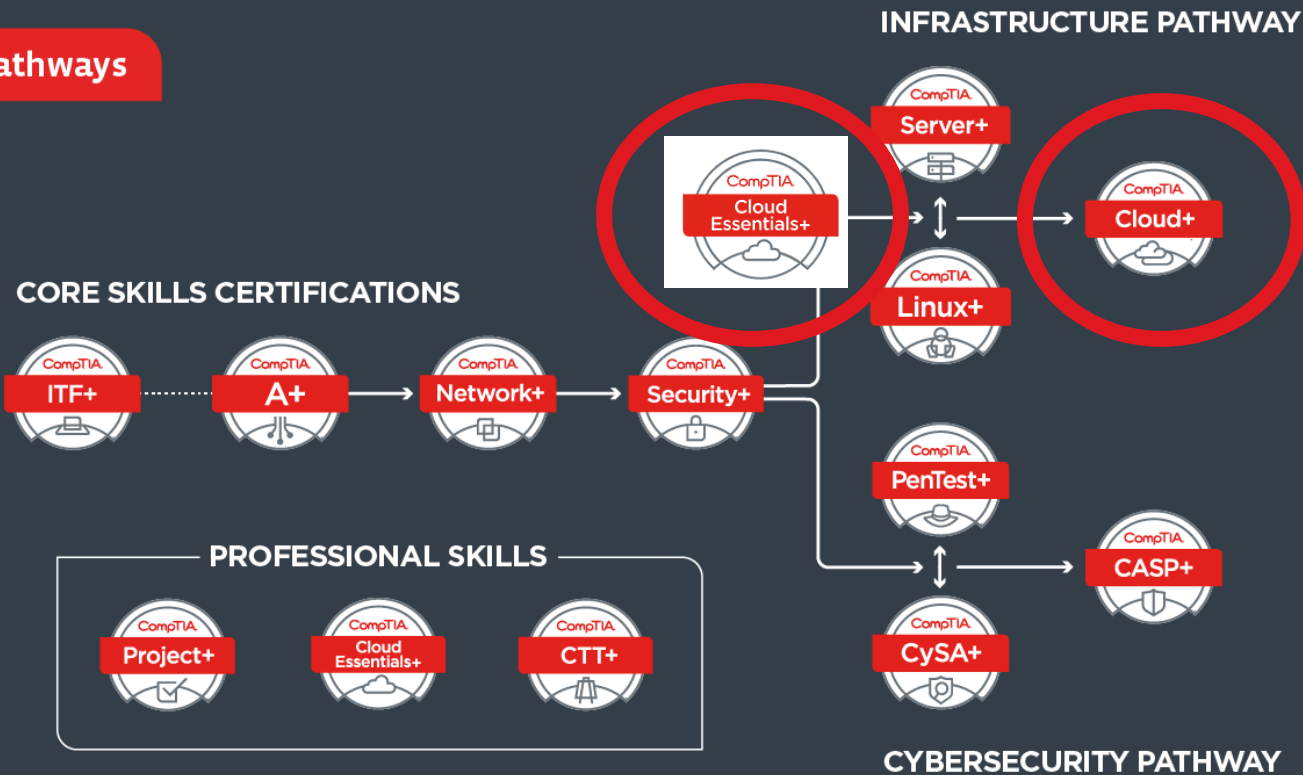 athways
INFRASTRUCTURE PATHWAY
CompTIA.
Server+
CompTIA.
Cloud
Essentials+
CompTIA.
Cloud+
CompTIA.
Linux+
CORE SKILLS CERTIFICATIONS
CompTIA.
ITF+
CompTIA.
A+
CompTIA.
Network+
CompTIA.
Security+
CompTIA.
PenTest+
CompTIA.
CASP+
CompTIA.
CySA+
PROFESSIONAL SKILLS
CompTIA.
Project+
CompTIA.
Cloud
Essentials+
CompTIA.
CTT+
CYBERSECURITY PATHWAY